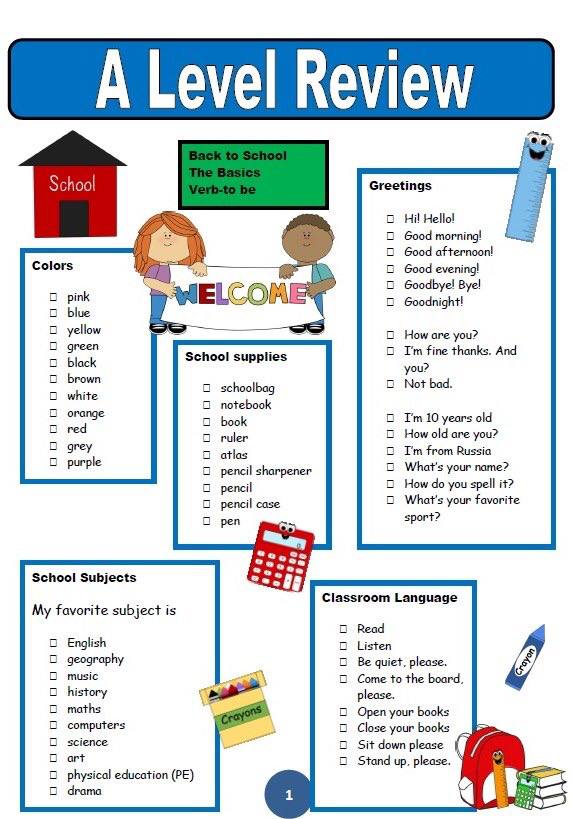 A Level Review
School
Back to School
The Basics
Verb-to be
WELCOME
Colors
pink
blue
yellow
green
black
brown
white
orange
red
grey
purple
School supplies
schoolbag
notebook
book
ruler
atlas
pencil sharpener
pencil
pencil case
pen
Greetings
Hi! Hello!
Good morning!
Good afternoon!
Good evening!
Goodbye! Bye!
Goodnight!
How are you?
I'm fine thanks. And
you?
Not bad.
I'm 10 years old
How old are you?
I'm from Russia
What's your name?
How do you spell it?
What's your favorite
sport?
School Subjects
My favorite subject is
English
geography
music
history
maths
computers
science
art
physical education (PE)
drama
Crayons
Classroom Language
Read
Listen
Be quiet, please.
Come to the board,
please.
Open your books
Close your books
Sit down please
Stand up, please.
Crayon
1